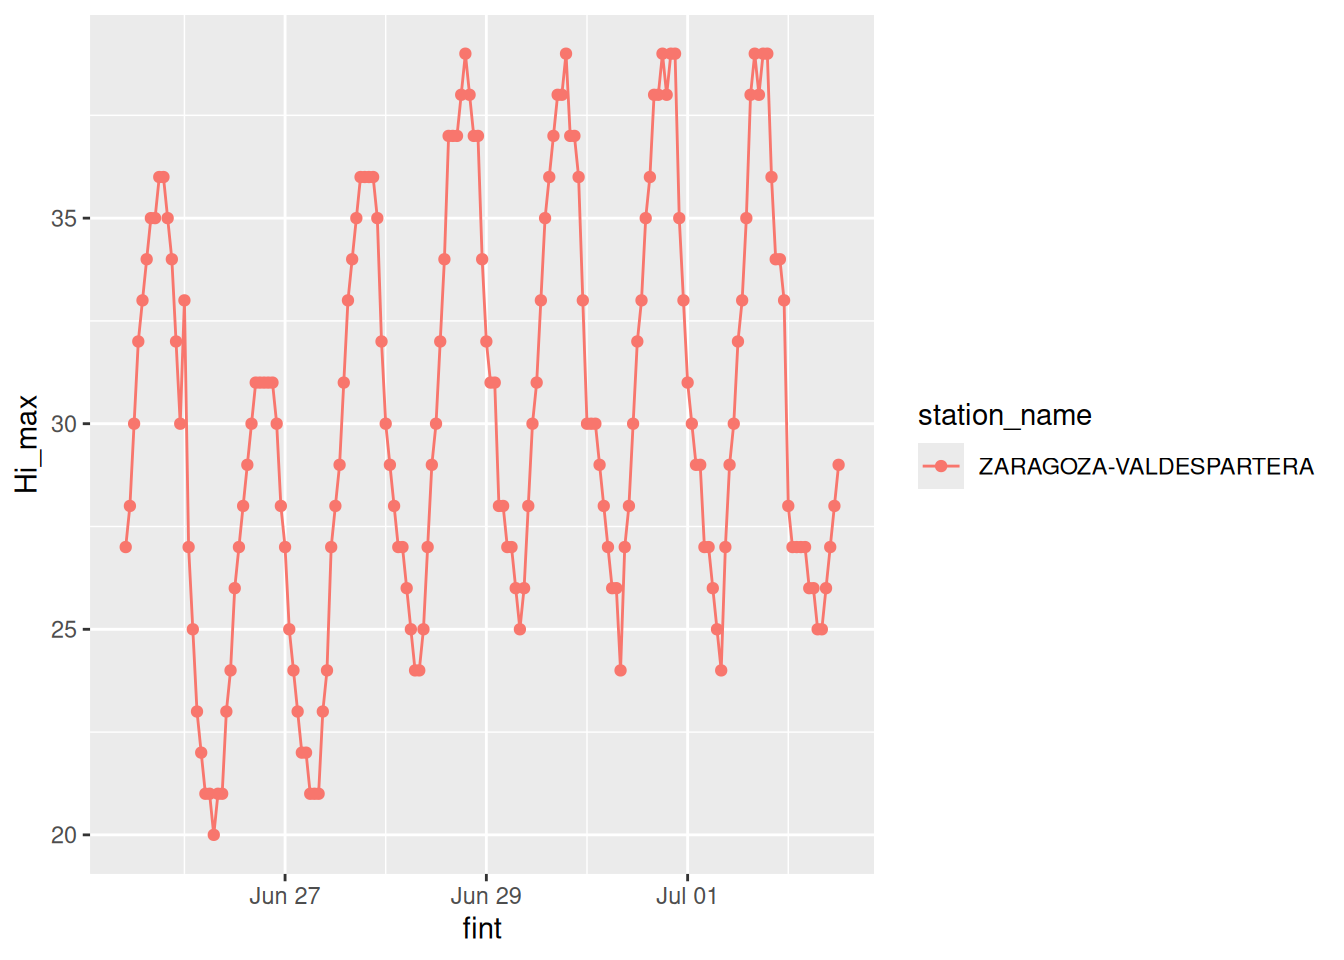 Hi_max
35
30
25
20
Jun 27
Jun 29
Jul 01
fint
station_name
ZARAGOZA-VALDESPARTERA